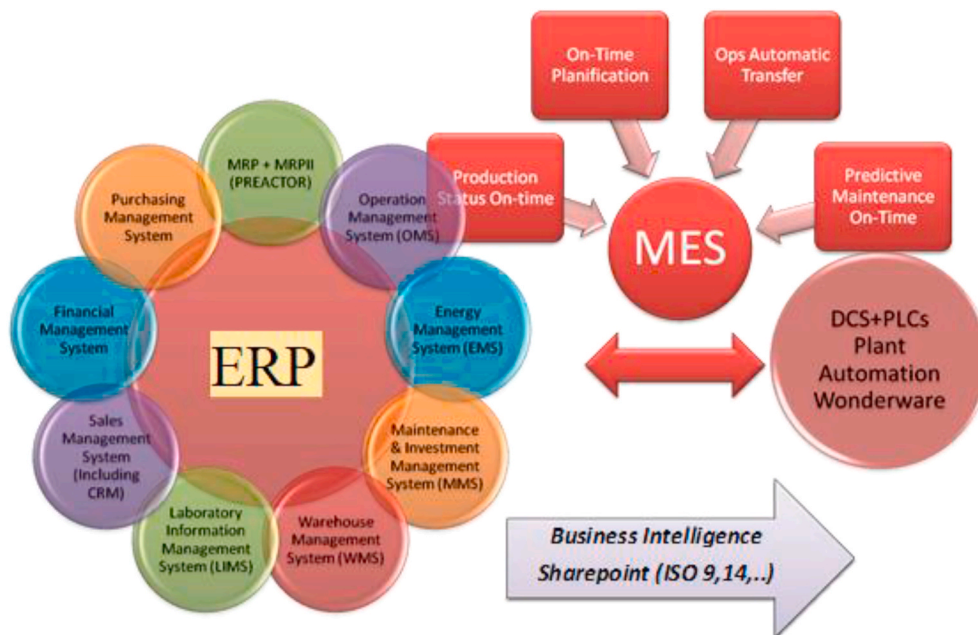 On-Time
Planification
Ops Automatic
Transfer
MRP + MRPII
(PREACTOR)
Purchasing
Management
System
Operation
Management
System (OMS)
Production
Status On-time
Predictive
Maintenance
On-Time
MES
Financial
Management
System
ERP
Energy
Management
System (EMS)
DCS+PLCs
Plant
Automation
Wonderware
Sales
Management
System
(Including
CRM)
Maintenance
& Investment
Management
System (MMS)
Laboratory
Information
Management
System (LIMS)
Warehouse
Management
System (WMS)
Business Intelligence
Sharepoint (ISO 9,14,..)